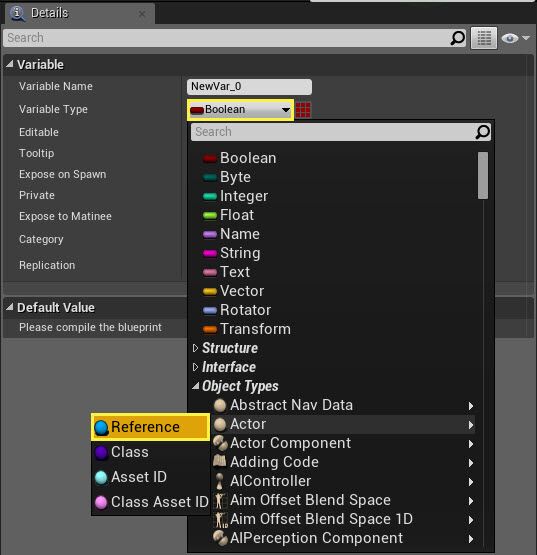 Details
Search
Variable
Variable Name NewVar_0
Variable Type Boolean
Editable
Search
Tooltip
Boolean
Expose on Spawn
Byte
Private
Integer
Expose to Matinee
Float
Category
Name
String
Replication
Text
Vector
Default Value
Rotator
Please compile the blueprint
Transform
Structure
Interface
Object Types
Abstract Nav Data
Reference
Actor
Class
Actor Component
Asset ID
Adding Code
Class Asset ID
AIController
Aim Offset Blend Space
Aim Offset Blend Space 1D
AIPerception Component